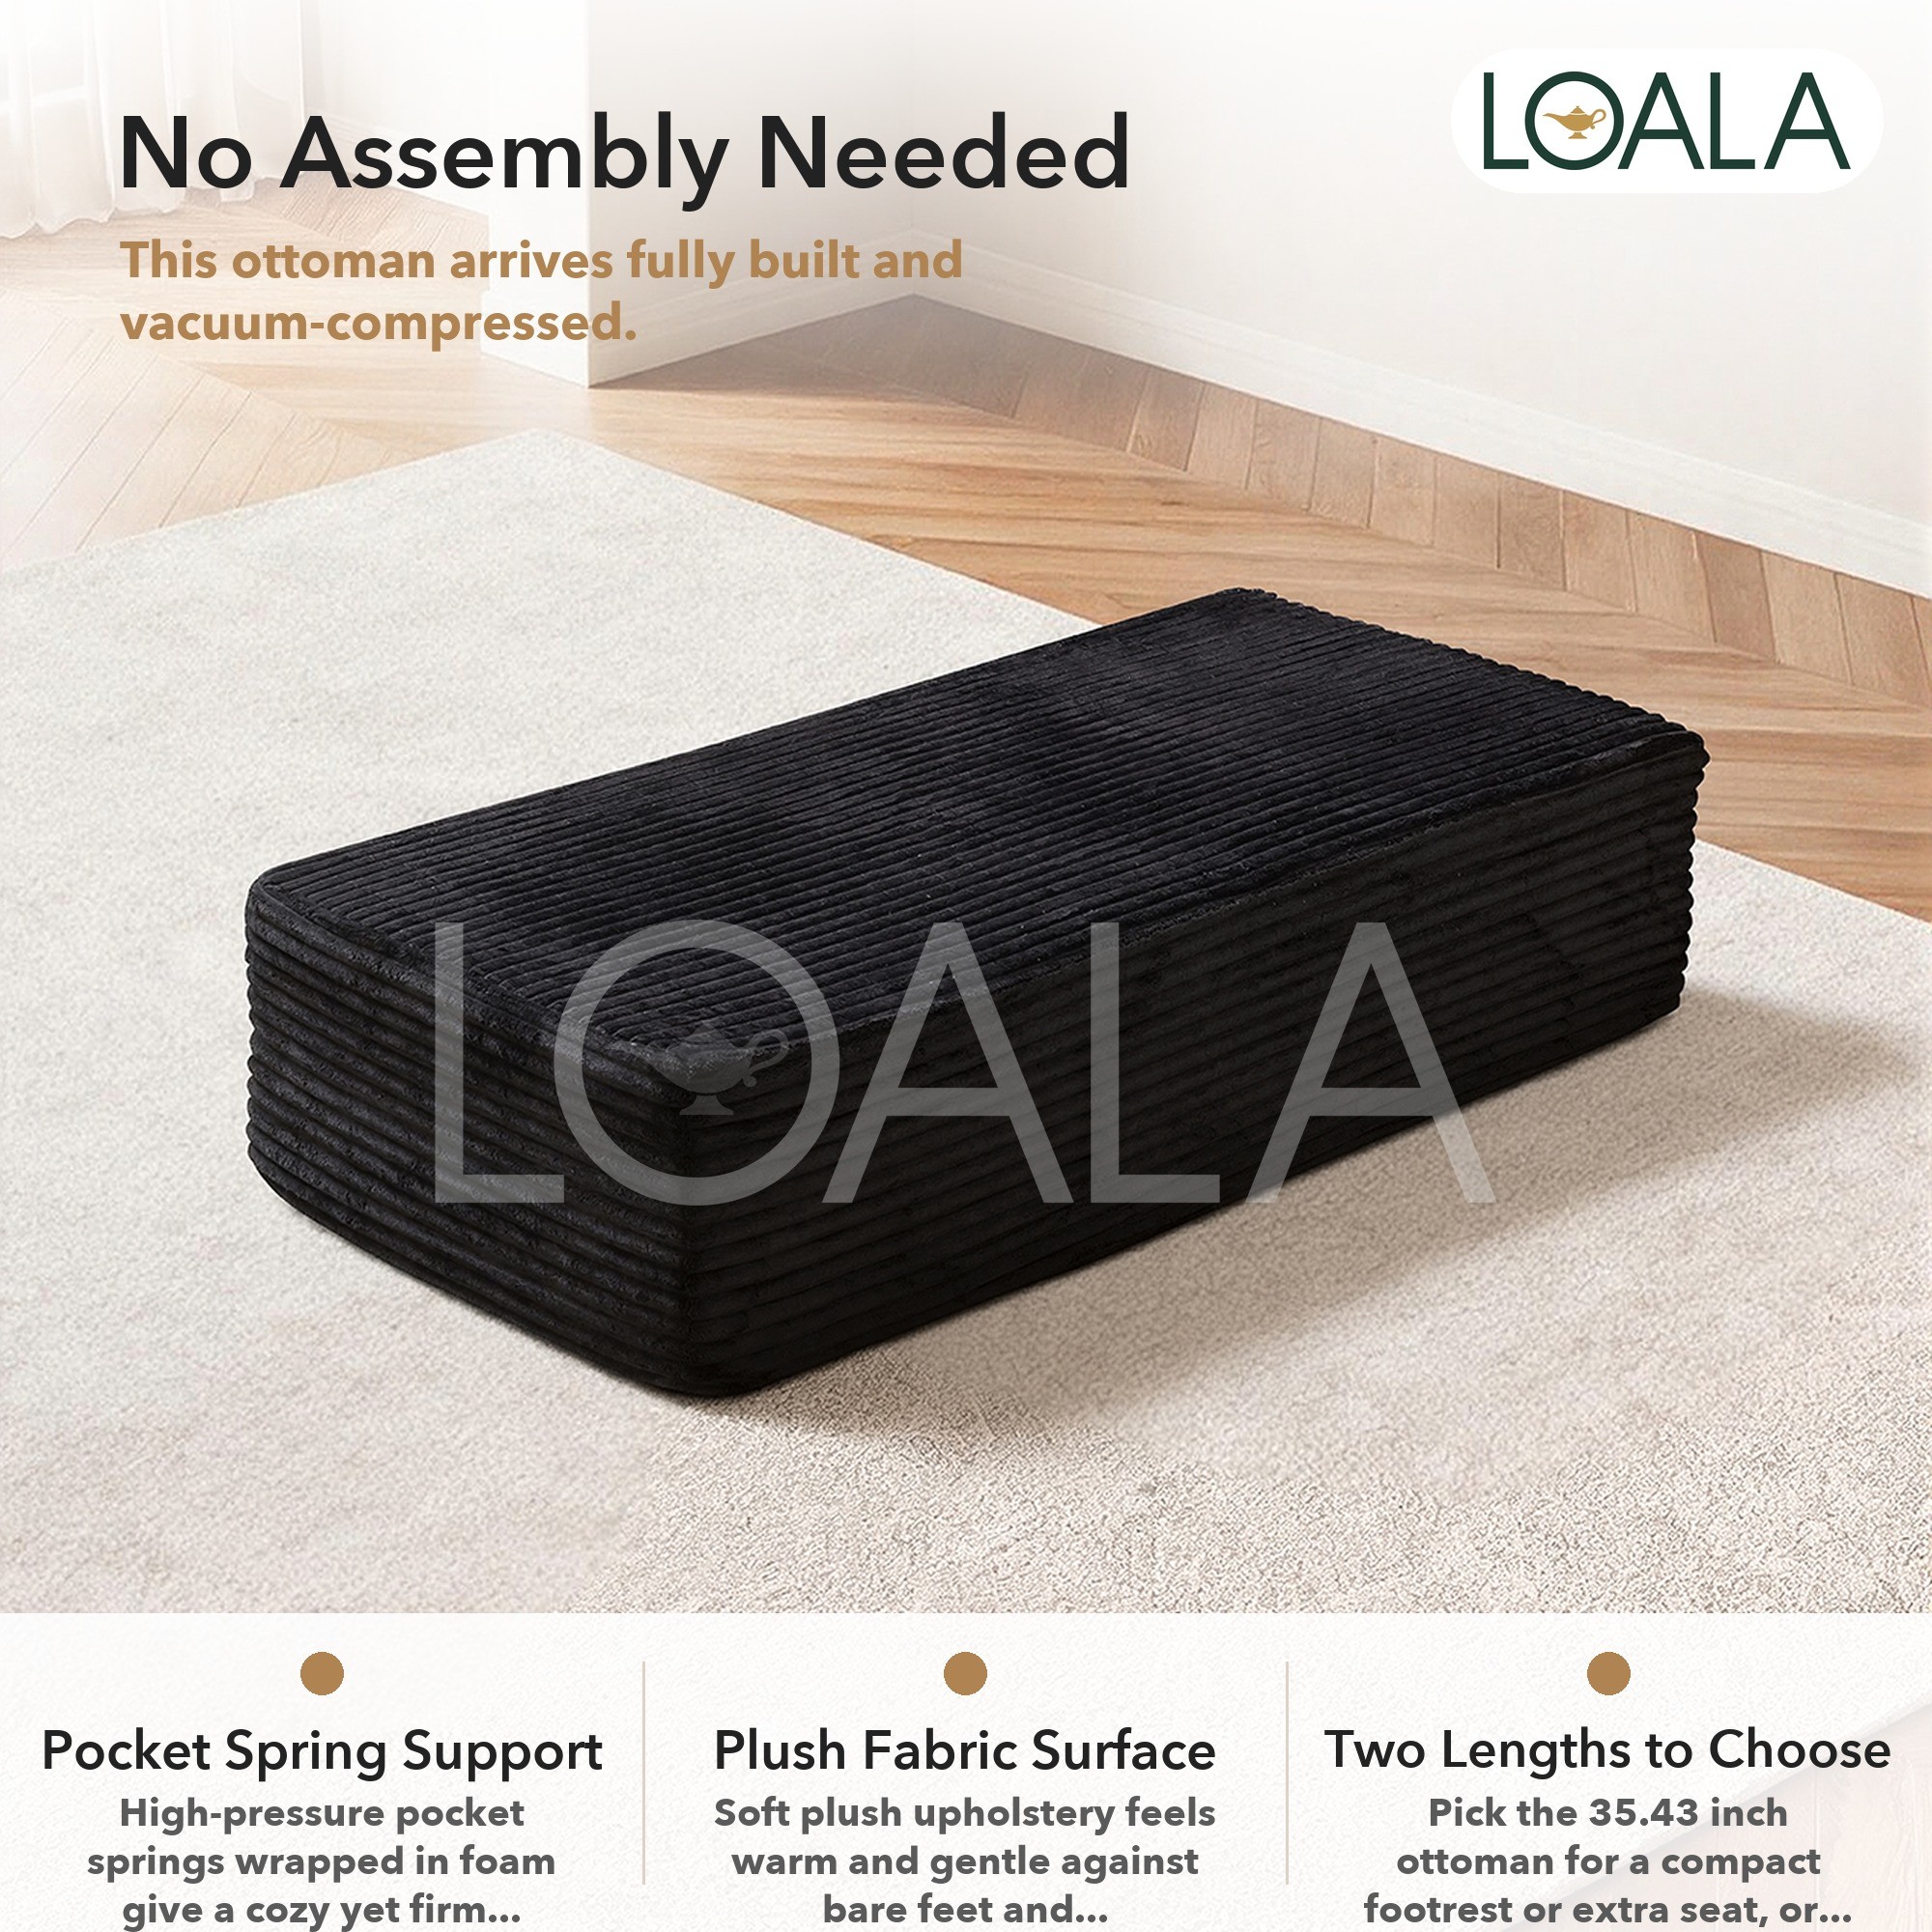 LOALA
No Assembly Needed
This ottoman arrives fully built and
vacuum-compressed.
LOALA
Pocket Spring Support
High-pressure pocket
springs wrapped in foam
give a cozy yet firm...
Plush Fabric Surface
Soft plush upholstery feels
warm and gentle against
bare feet and...
Two Lengths to Choose
Pick the 35.43 inch
ottoman for a compact
footrest or extra seat, or...